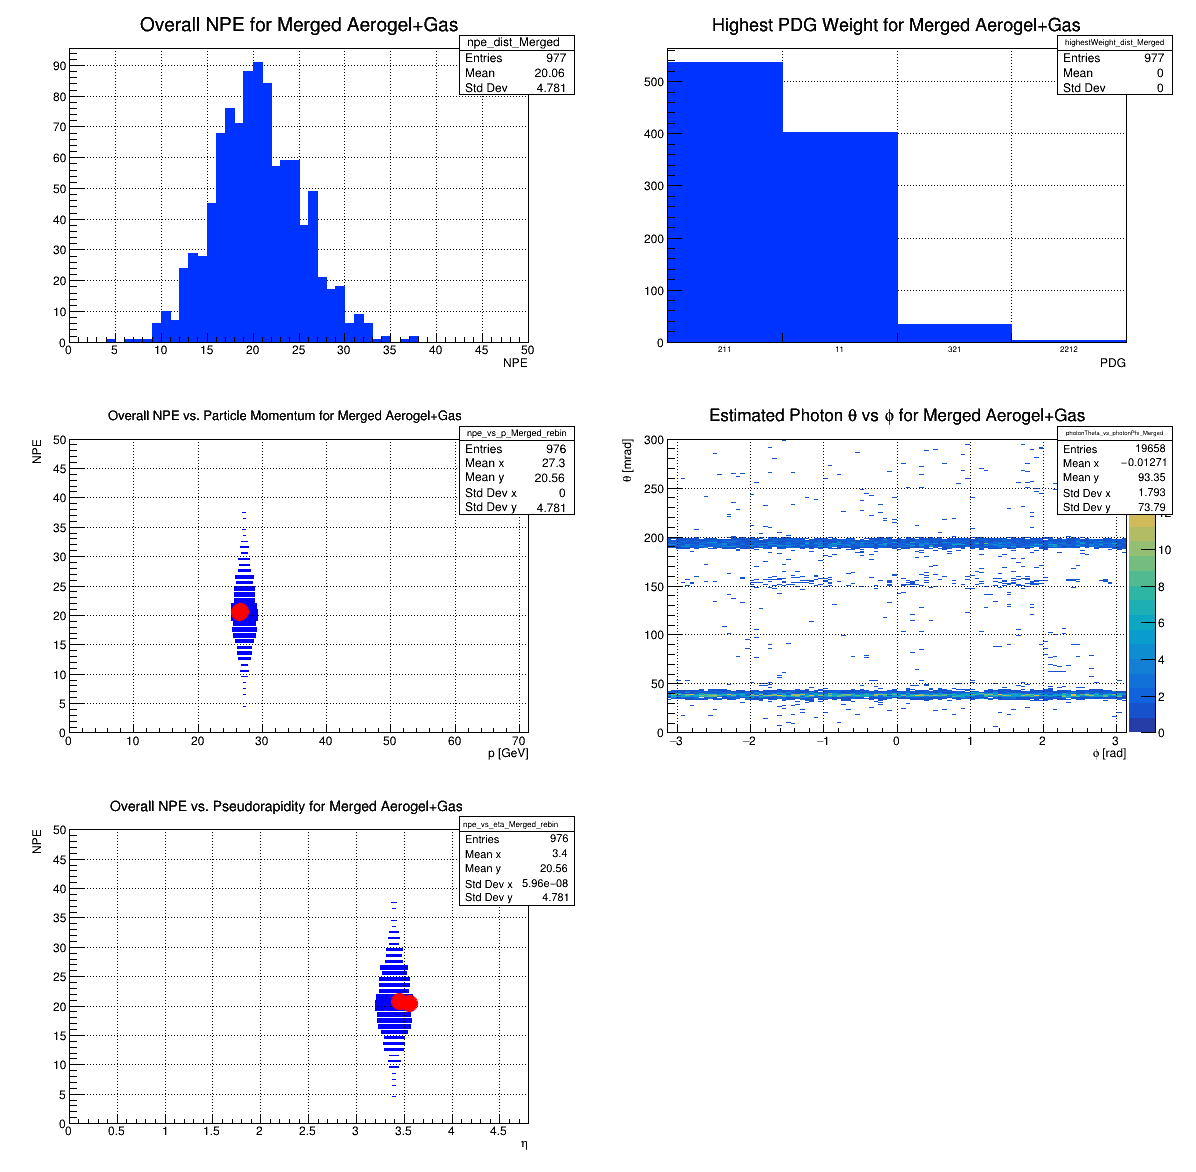 Overall NPE for Merged Aerogel+Gas
npe_dist_Merged
Entries 977
Mean 20.06
Std Dev 4.781
90
80
70
60
50
40
30
20
10
0
0 5 10 15 20 25 30 35 40 45 50
NPE
Highest PDG Weight for Merged Aerogel+Gas
highestWeight_dist_Merged
Entries 977
Mean 0
Std Dev 0
500
400
300
200
100
0
211 11 321 2212
PDG
Overall NPE vs. Particle Momentum for Merged Aerogel+Gas
npe_vs_p_Merged_rebin
Entries 976
Mean x 27.3
Mean y 20.56
Std Dev x 0
Std Dev y 4.781
NPE
50
45
40
35
30
25
20
15
10
5
0
0 10 20 30 40 50 60 70
p [GeV]
Estimated Photon θ vs ϕ for Merged Aerogel+Gas
photonTheta_vs_photonPhi_Merged
Entries 19658
Mean x −0.01271
Mean y 93.35
Std Dev x 1.793
Std Dev y 73.79
θ [mrad]
300
250
200
150
100
50
0
−3 −2 −1 0 1 2 3
ϕ [rad]
12
10
8
6
4
2
0
Overall NPE vs. Pseudorapidity for Merged Aerogel+Gas
npe_vs_eta_Merged_rebin
Entries 976
Mean x 3.4
Mean y 20.56
Std Dev x 5.96e−08
Std Dev y 4.781
NPE
50
45
40
35
30
25
20
15
10
5
0
0 0.5 1 1.5 2 2.5 3 3.5 4 4.5
η